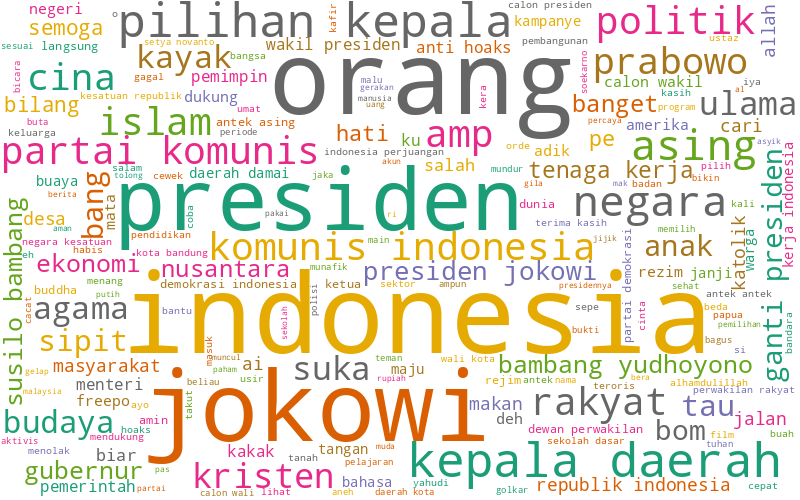 negeri
o
pilihan kepala
kafir
calon presiden
politik
allah
semoga
kampanye
ustaz
sesuai
langsung
setya novanto
wakil presiden
anti hoaks
pembangunan
kayak
bangsa
orang
prabowo
bicara
cina
gagal
pemimpin
malu
gerakan
soekarno
calon wakil
iya
kesatuan republik
dukung
manusia
uang
kera
kasih
al
bilang
umat
banget
program
ulama
buta
islam
antek asing
amp
percaya
amerika
cari
keluarga
periode
hati
ku
orde
pe
asing
asyik
partai komunis
indonesia perjuangan
adik
akun
salah
mundur
tenaga kerja
pilih
kerja indonesia
salam
tolong
cewek
daerah damai
jaka
gila
mak
badan
bikin
buaya
bang
presiden
negara
berita
mata
coba
dunia
kali
desa
pakai
ri
terima kasih
memilih
susilo bambang
aman
pendidikan
komunis indonesia
jijik
partai demokrasi
anak
katolik
warga
ganti presiden
negara kesatuan
kota bandung
main
eh
habis
ekonomi
nusantara
munafik
presiden jokowi
rezim
janji
menang
demokrasi indonesia
ketua
sektor
ampun
presidennya
sehat
buddha
putih
indonesia
polisi
antek antek
cacat
agama
bantu
sekolah
sepe
cinta
beda
papua
bukti
pemilihan
bandara
sipit
masuk
bagus
muncul
teman
wali kota
si
masyarakat
ai
suka
maju
bambang yudhoyono
gelap
paham
menteri
beliau
usir
rupiah
rejim
antek
nama
bera
alhamdulillah
malaysia
teroris
perwakilan rakyat
freepo
ayo
takut
jokowi
makan
rakyat
tau
budaya
amin
deh
dewan perwakilan
jalan
hoaks
aktivis
mendukung
bom
film
buah
menolak
biar
kakak
tangan
muda
sekolah dasar
tuhan
gubernur
tanah
pelajaran
kepala daerah
pas
kristen
yahudi
pemerintah
partai
bahasa
republik indonesia
cepat
calon wali
lihat
aneh
daerah kota
golkar